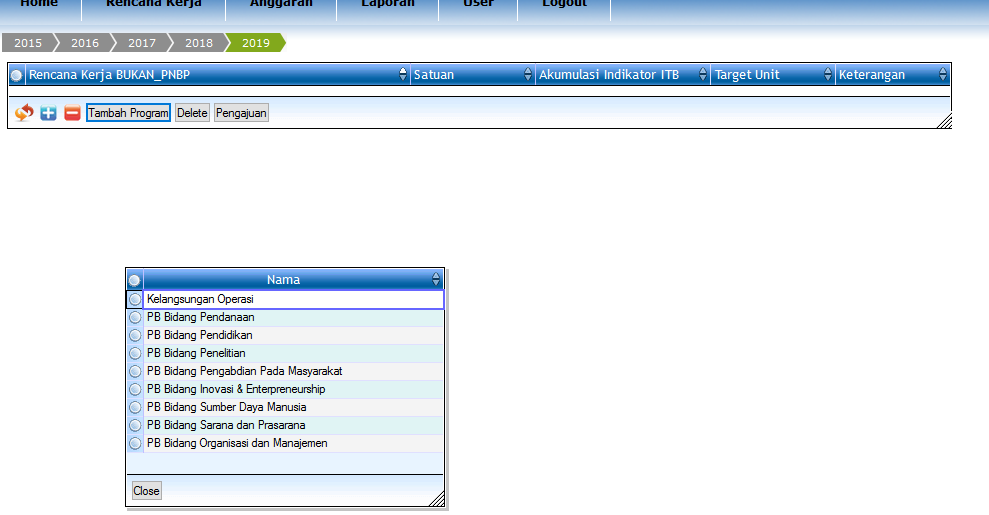 Home Rencana Kerja Anggaran Laporan User Logout
2015 2016 2017 2018 2019
Rencana Kerja BUKAN_PNBP Satuan Akumulasi Indikator ITB Target Unit Keterangan
Tambah Program Delete Pengajuan
Nama
Kelangsungan Operasi
PB Bidang Pendanaan
PB Bidang Pendidikan
PB Bidang Penelitian
PB Bidang Pengabdian Pada Masyarakat
PB Bidang Inovasi & Enterpreneurship
PB Bidang Sumber Daya Manusia
PB Bidang Sarana dan Prasarana
PB Bidang Organisasi dan Manajemen
Close